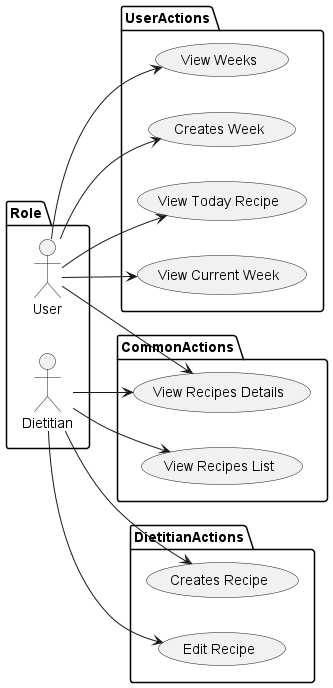 UserActions
View Weeks
Creates Week
View Today Recipe
View Current Week
Role
User
Dietitian
CommonActions
View Recipes Details
View Recipes List
DietitianActions
Creates Recipe
Edit Recipe